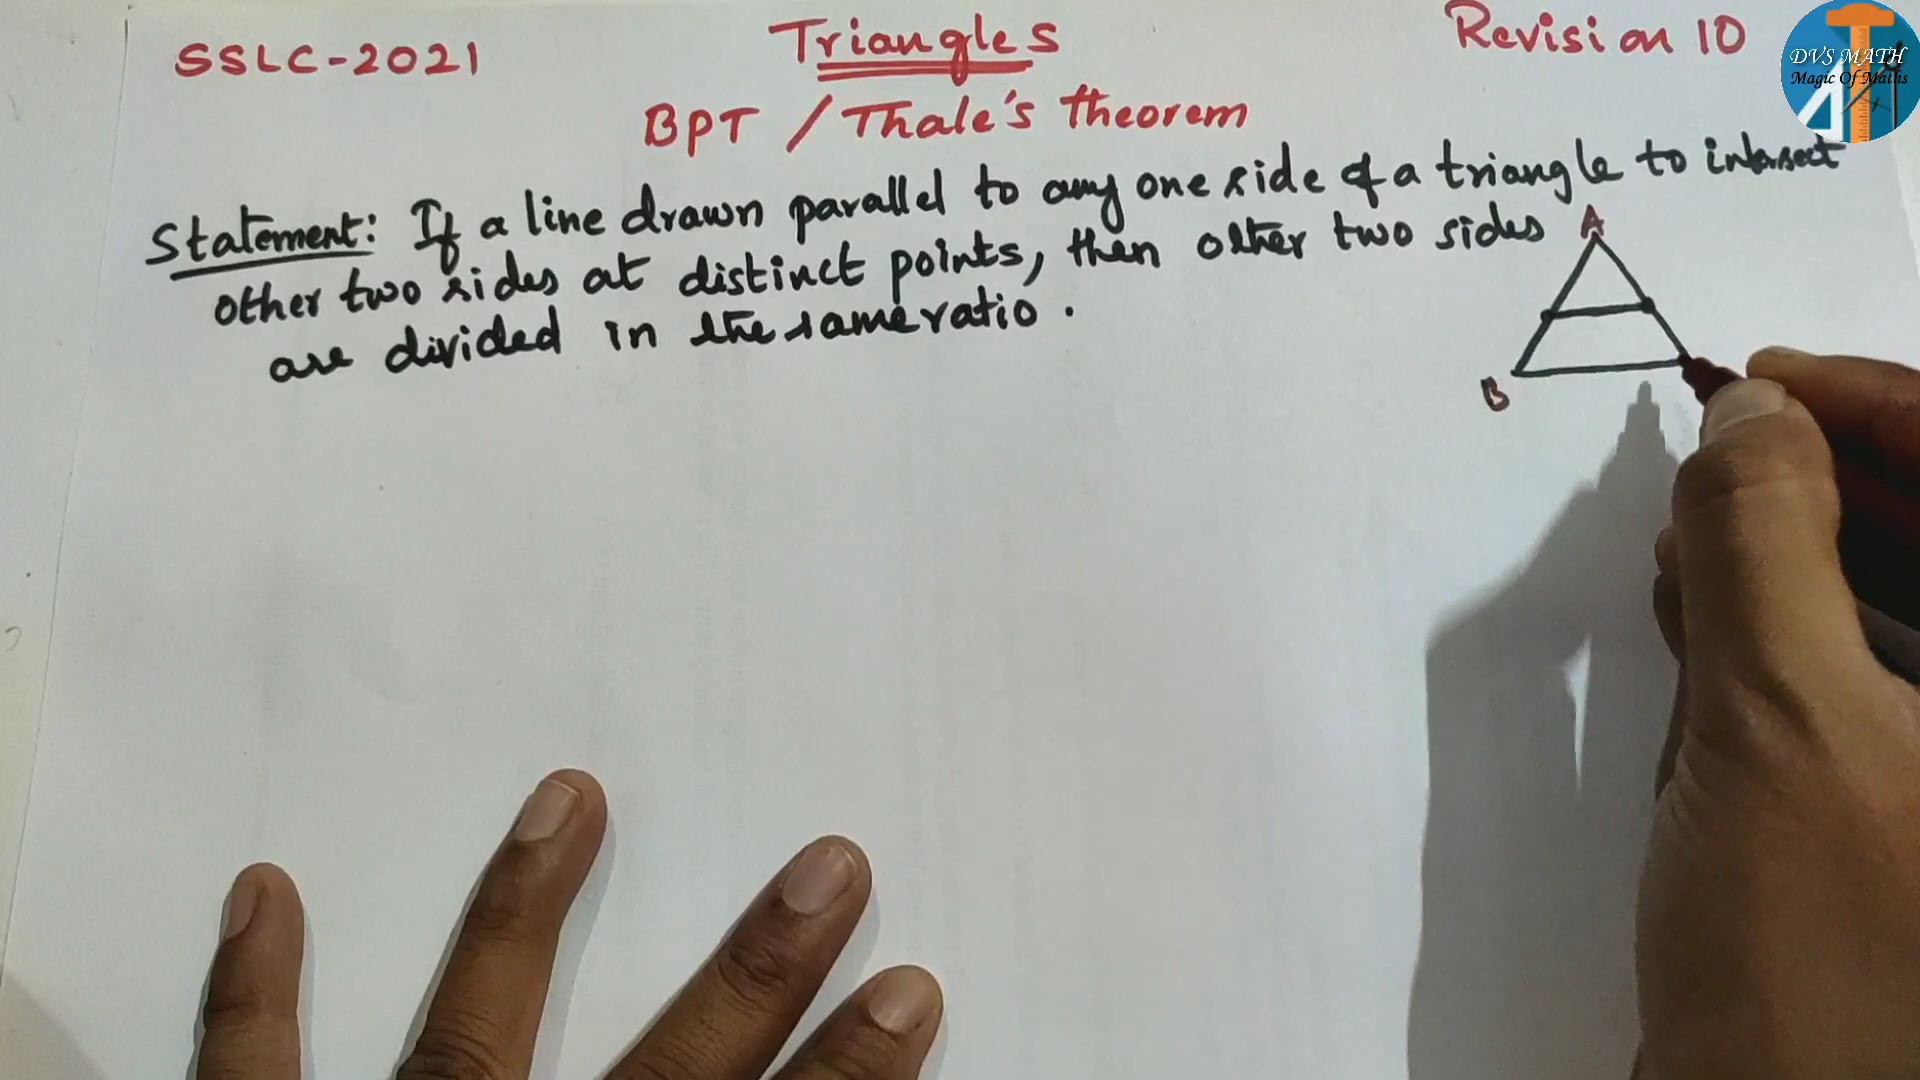 SSLC-2021
Triangles
Revision 10
DVS MATH
Magic Of Maths
BPT / Thale's theorem
Statement: If a line drawn parallel to any one side of a triangle to intersect
other two sides at distinct points, then other two sides
are divided in the same ratio .
A
B